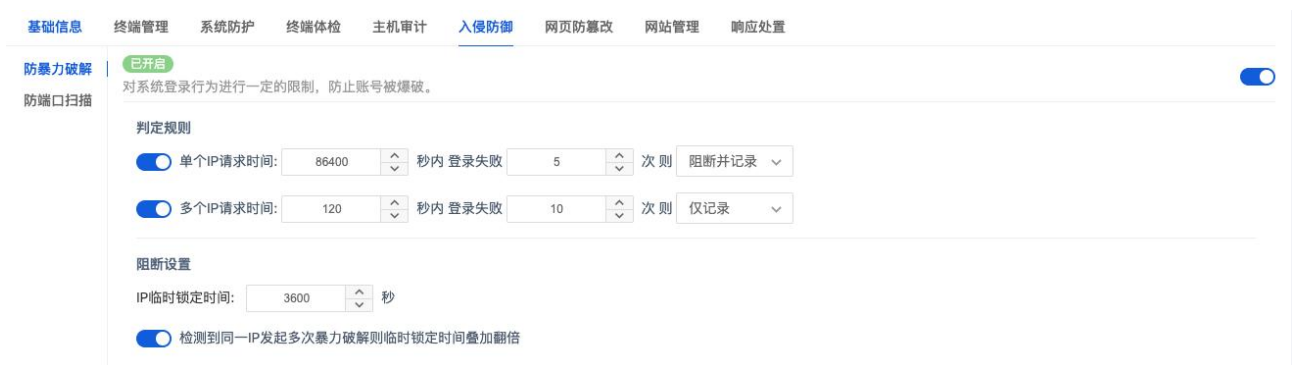 基础信息 终端管理 系统防护 终端体检 主机审计 入侵防御 网页防篡改 网站管理 响应处置
防暴力破解
防端口扫描
已开启
对系统登录行为进行一定的限制，防止账号被爆破。
判定规则
单个IP请求时间: 86400 秒内 登录失败 5 次 则 阻断并记录
多个IP请求时间: 120 秒内 登录失败 10 次 则 仅记录
阻断设置
IP临时锁定时间: 3600 秒
检测到同一IP发起多次暴力破解则临时锁定时间叠加翻倍